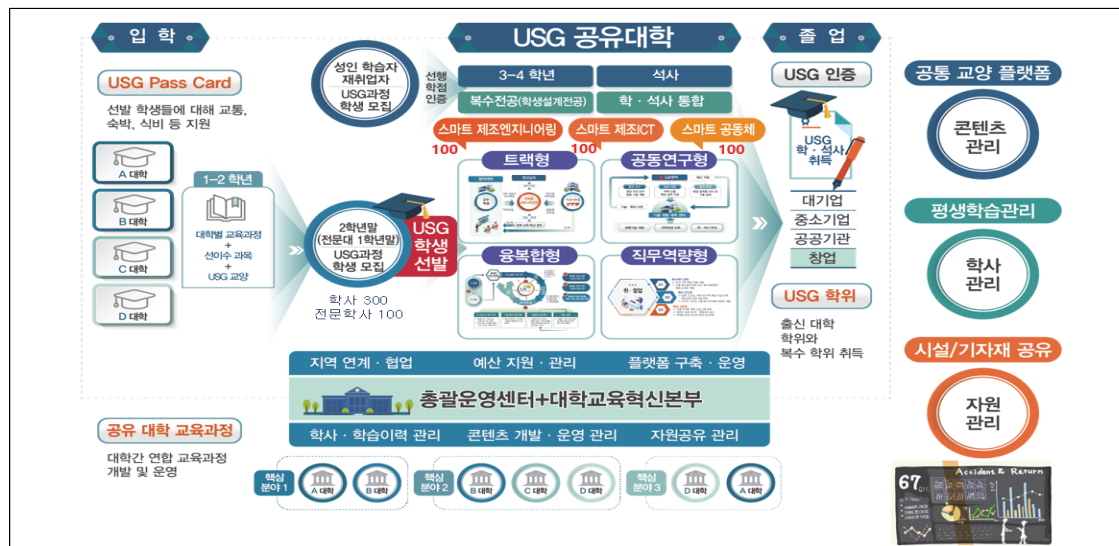 입 학
USG 공유대학
졸 업
USG Pass Card
선발 학생들에 대해 교통,
숙박, 식비 등 지원
A 대학
B 대학
C 대학
D 대학
1-2 학년
대학별 교육과정
+
선이수 과목
+
USG 교양
성인 학습자
재취업자
USG과정
학생 모집
선행
학점
인증
3-4 학년
석사
복수전공(학생설계전공)
학 · 석사 통합
스마트 제조엔지니어링
스마트 제조ICT
스마트 공동체
100
100
100
트랙형
공동연구형
융복합형
직무역량형
취 · 창업
2학년말
(전문대 1학년말)
USG과정
학생 모집
USG
학생
선발
학사 300
전문학사 100
USG 인증
USG
학 · 석사
취득
대기업
중소기업
공공기관
창업
USG 학위
출신 대학
학위와
복수 학위 취득
지역 연계 · 협업
예산 지원 · 관리
플랫폼 구축 · 운영
총괄운영센터+대학교육혁신본부
학사 · 학습이력 관리
콘텐츠 개발 · 운영 관리
자원공유 관리
공유 대학 교육과정
대학간 연합 교육과정
개발 및 운영
핵심
분야 1
A 대학
B 대학
핵심
분야 2
B 대학
C 대학
D 대학
핵심
분야 3
D 대학
A 대학
공통 교양 플랫폼
콘텐츠
관리
평생학습관리
학사
관리
시설/기자재 공유
자원
관리
Accident & Return
67